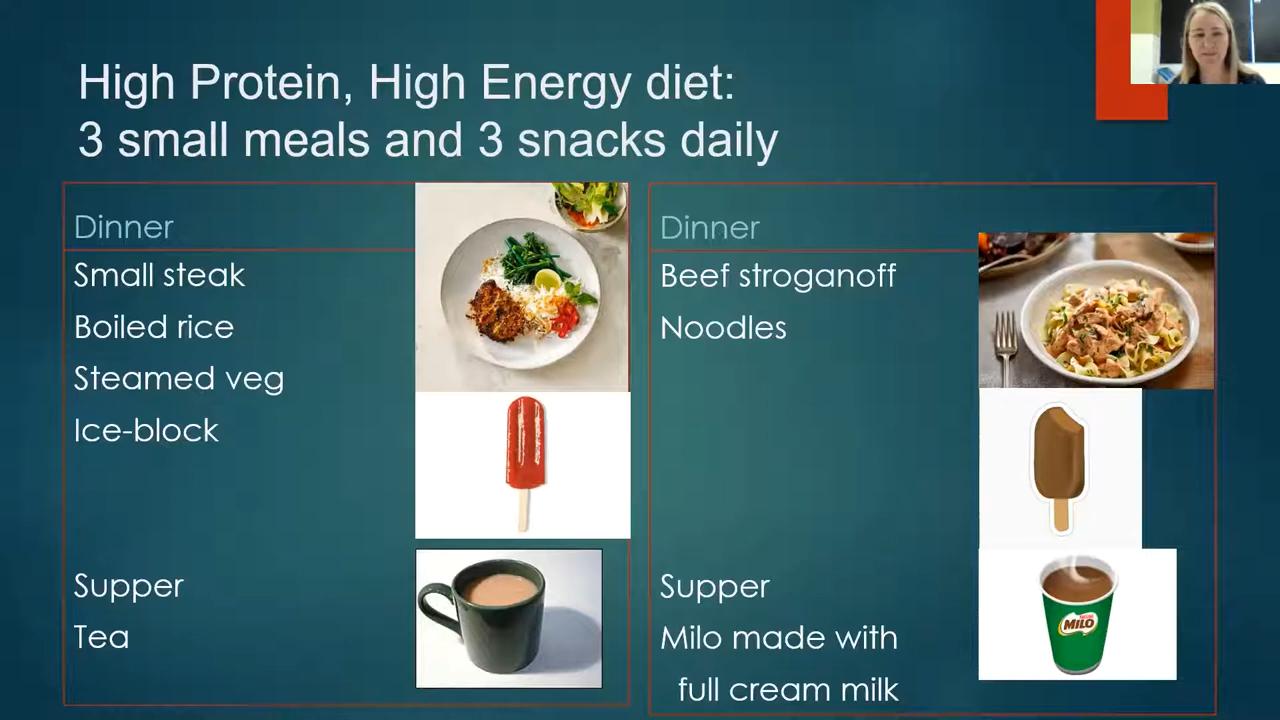 High Protein, High Energy diet:
3 small meals and 3 snacks daily
Dinner
Small steak
Boiled rice
Steamed veg
Ice-block
Supper
Tea
Dinner
Beef stroganoff
Noodles
Supper
Milo made with
full cream milk
MILO